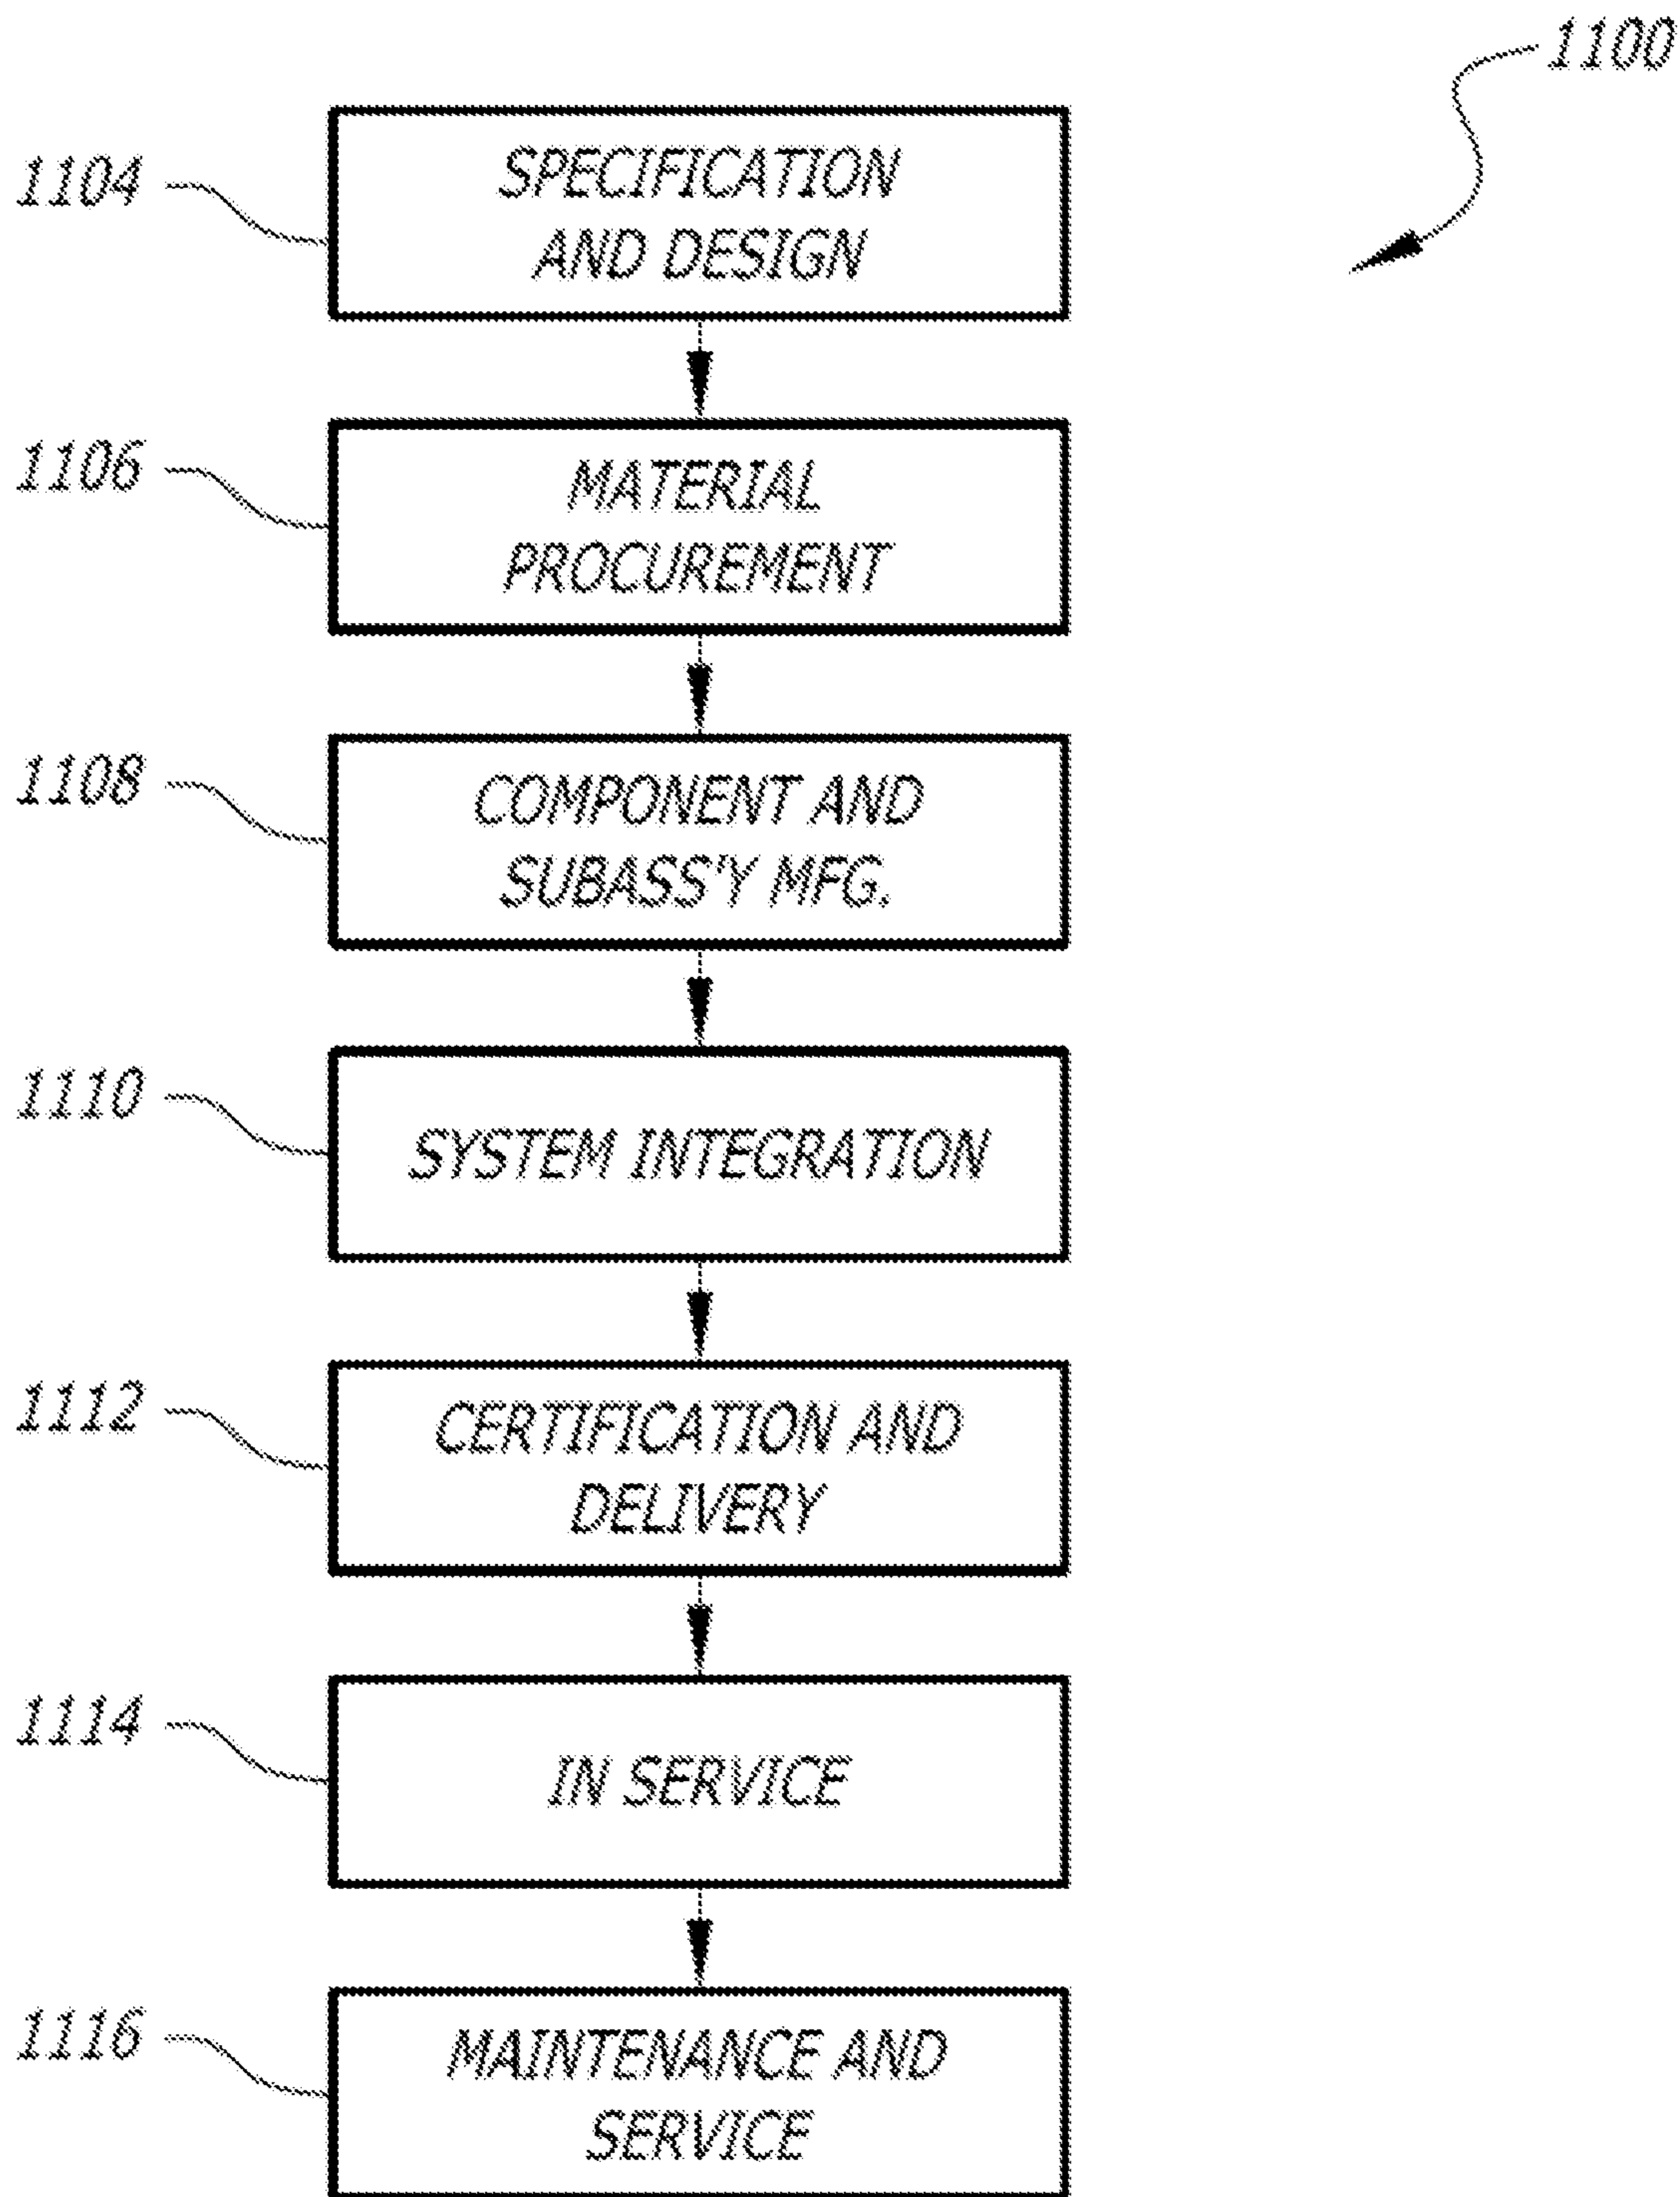 1100
1104
SPECIFICATION
AND DESIGN
1106
MATERIAL
PROCUREMENT
1108
COMPONENT AND
SUBASS'Y MFG.
1110
SYSTEM INTEGRATION
1112
CERTIFICATION AND
DELIVERY
1114
IN SERVICE
1116
MAINTENANCE AND
SERVICE